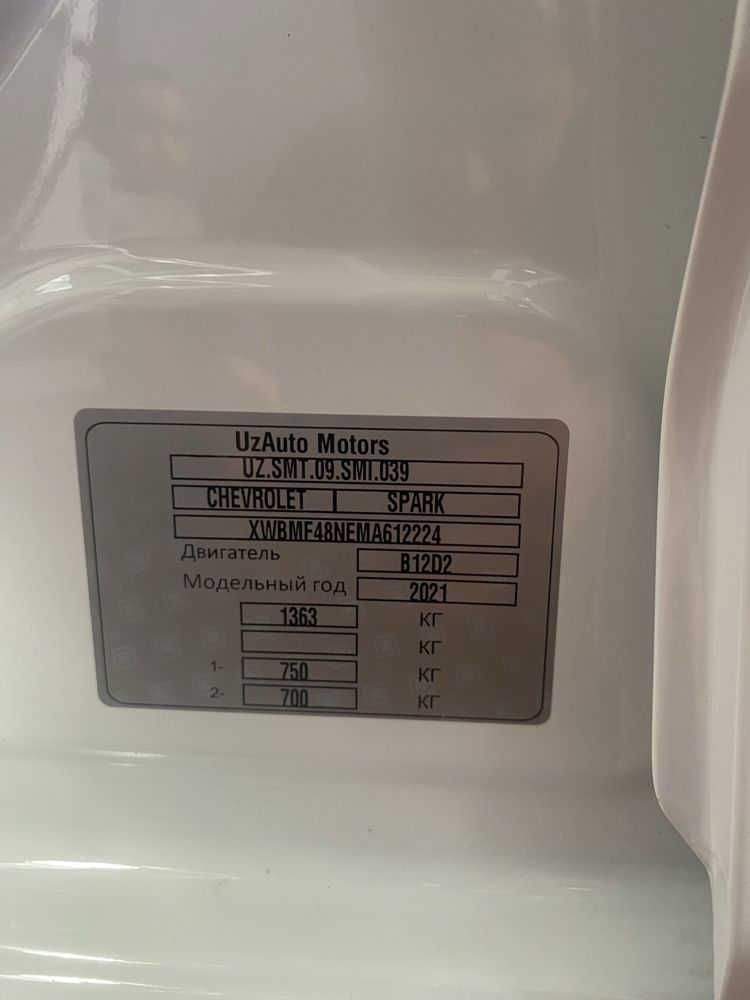 UzAuto Motors
UZ.SMT.09.SMI.039
CHEVROLET SPARK
XWBMF48NEMA612224
Двигатель B12D2
Модельный год 2021
1363 КГ
КГ
1- 750 КГ
2- 700 КГ